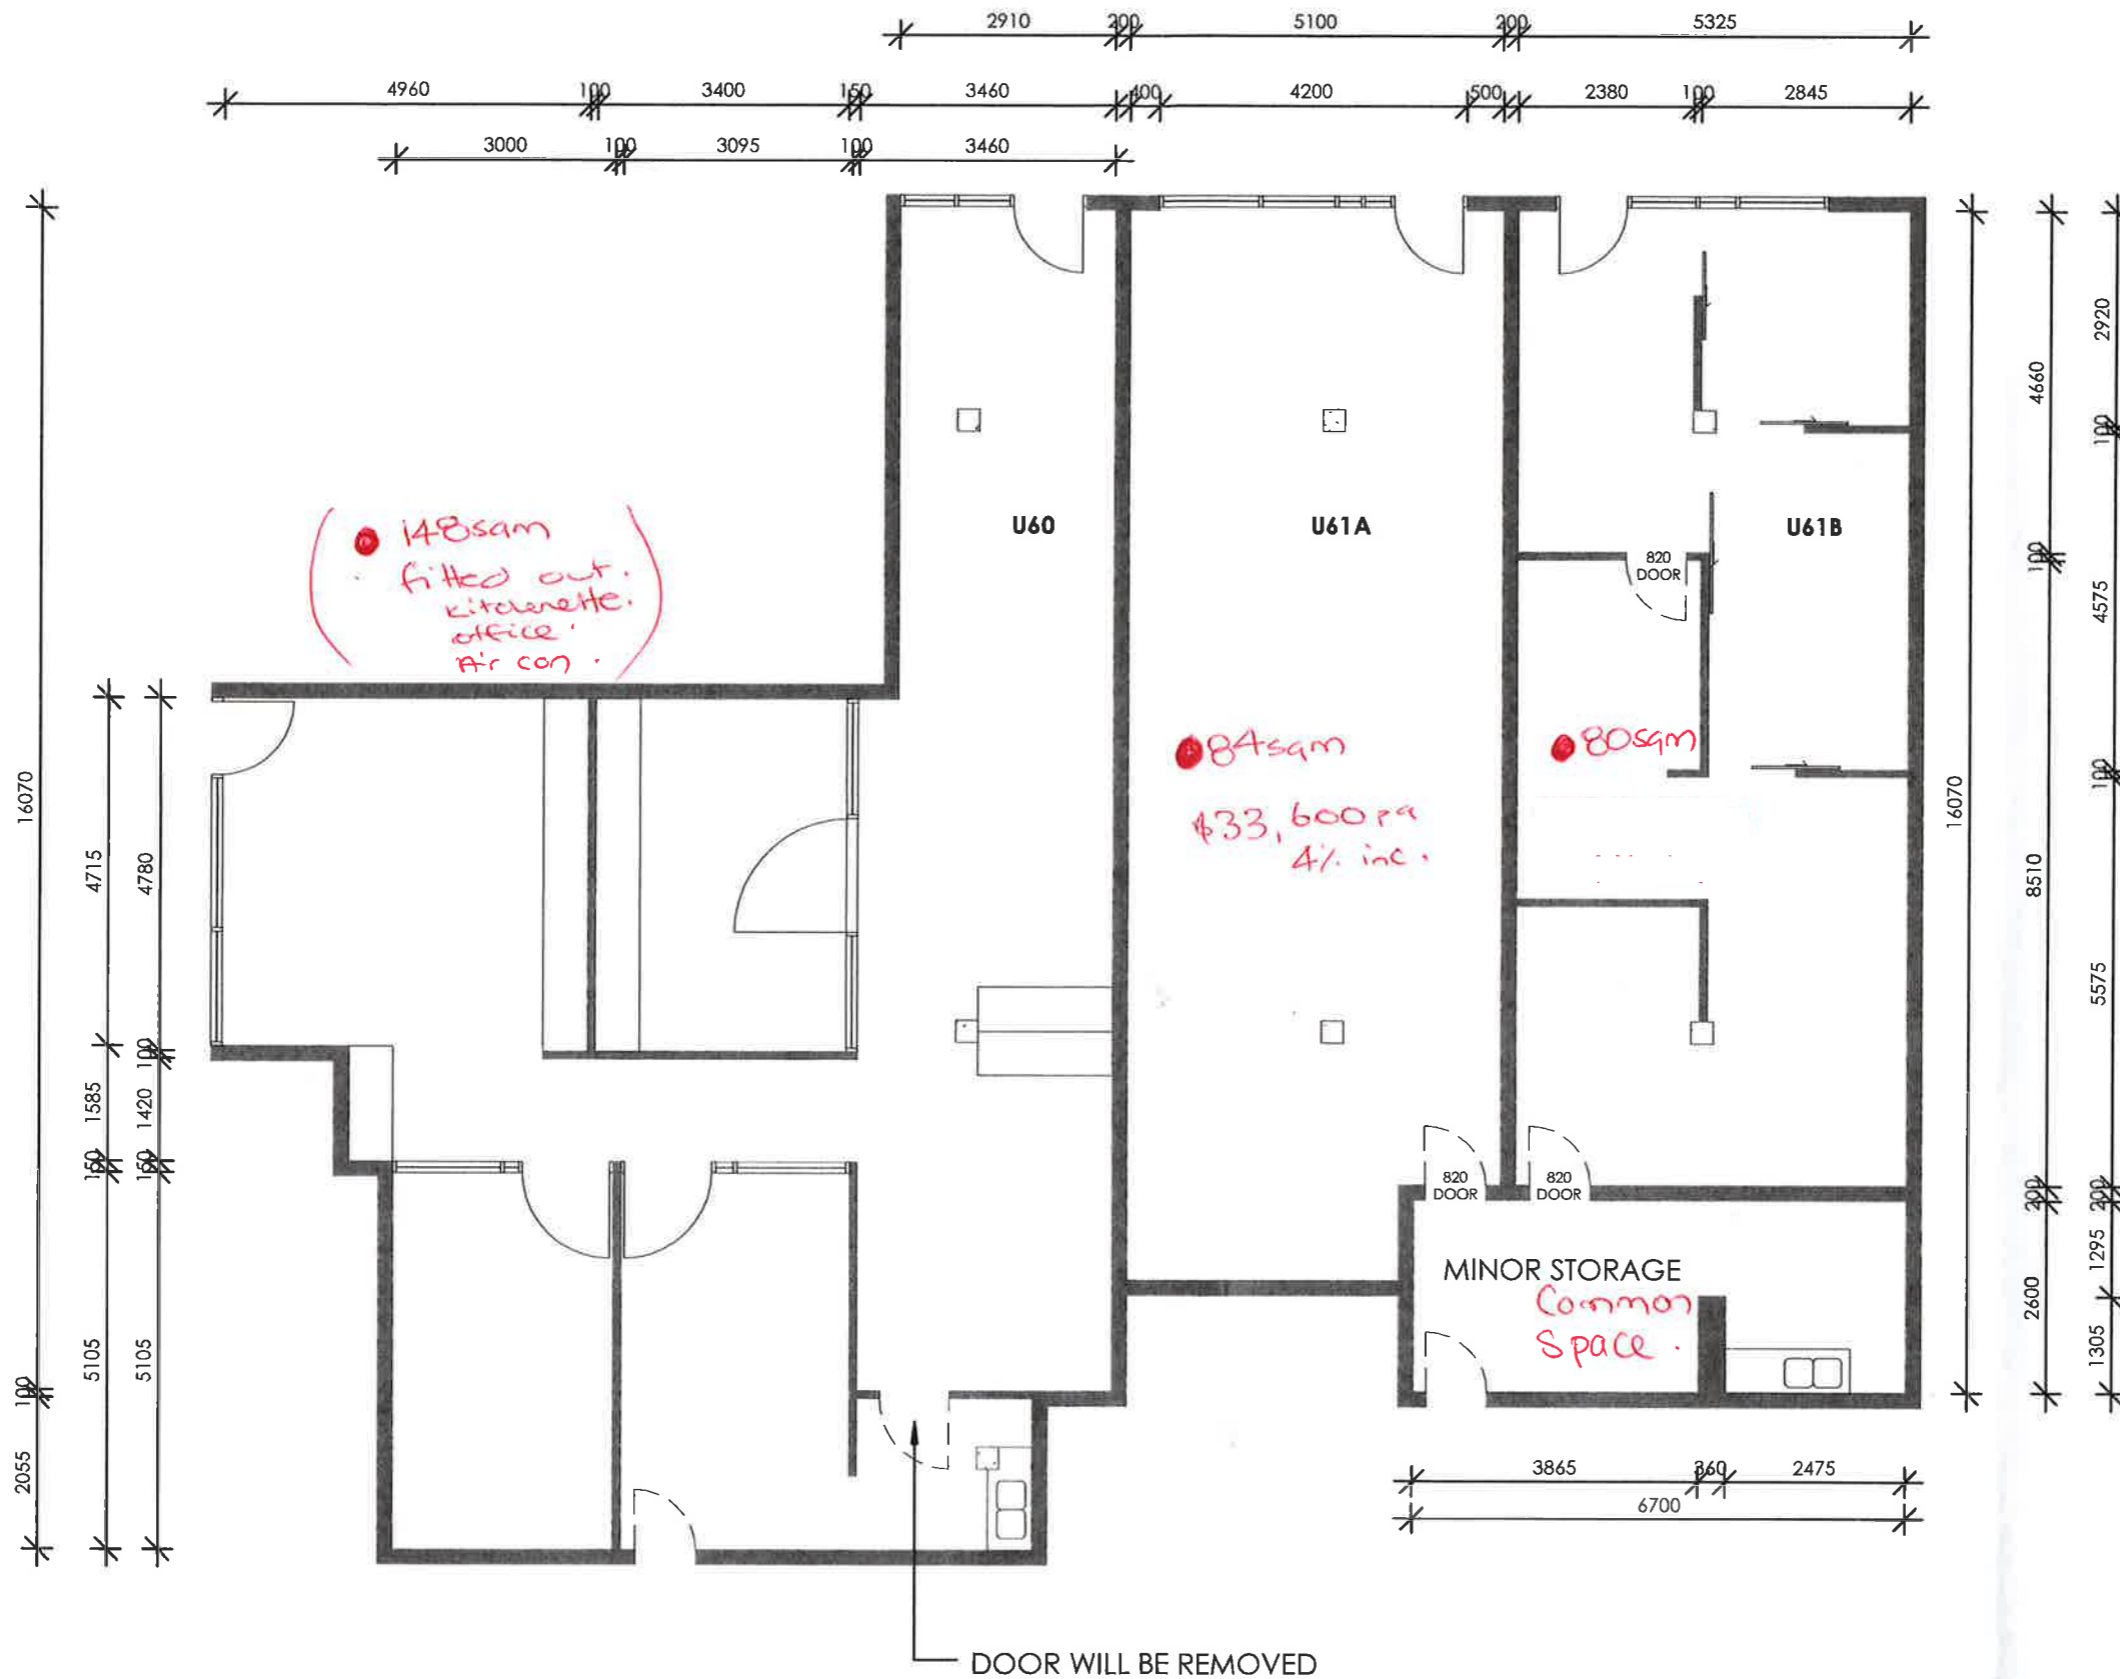 2910 200 5100 200 5325
4960 100 3400 150 3460 400 4200 500 2380 100 2845
3000 100 3095 100 3460
16070
100
2055
4715
1585
150
5105
4780
100
1420
150
5105
148sqm
fitted out.
kitchenette.
office.
Air con.
U60
U61A
U61B
820
DOOR
84sqm
$33,600 pa
4% inc.
80sqm
820
DOOR
820
DOOR
MINOR STORAGE
Common
Space.
16070
4660
100
8510
200
2600
2920
100
4575
100
5575
200
1295
1305
3865 360 2475
6700
DOOR WILL BE REMOVED